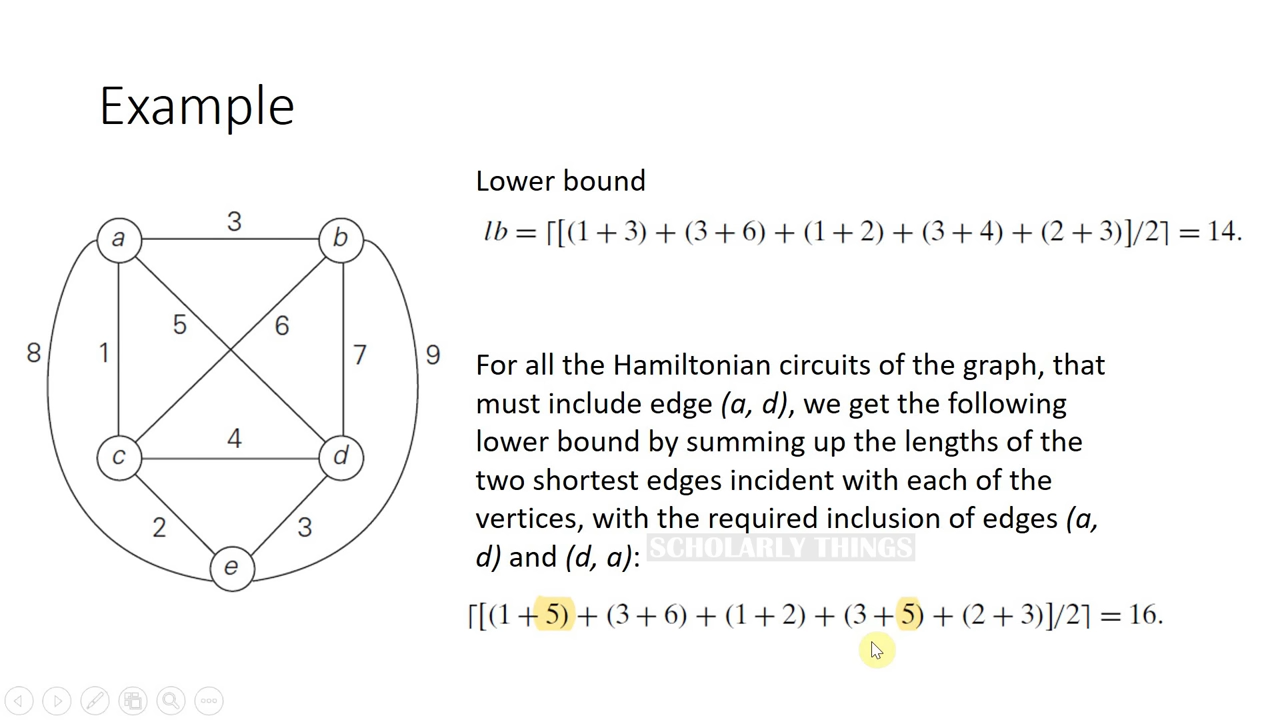 Example
Lower bound
lb = ⌈[(1 + 3) + (3 + 6) + (1 + 2) + (3 + 4) + (2 + 3)]/2⌉ = 14.
3
a
b
5
6
8
1
7
9
4
c
d
2
3
e
For all the Hamiltonian circuits of the graph, that
must include edge (a, d), we get the following
lower bound by summing up the lengths of the
two shortest edges incident with each of the
vertices, with the required inclusion of edges (a,
d) and (d, a):
SCHOLARLY THINGS
⌈[(1 + 5) + (3 + 6) + (1 + 2) + (3 + 5) + (2 + 3)]/2⌉ = 16.